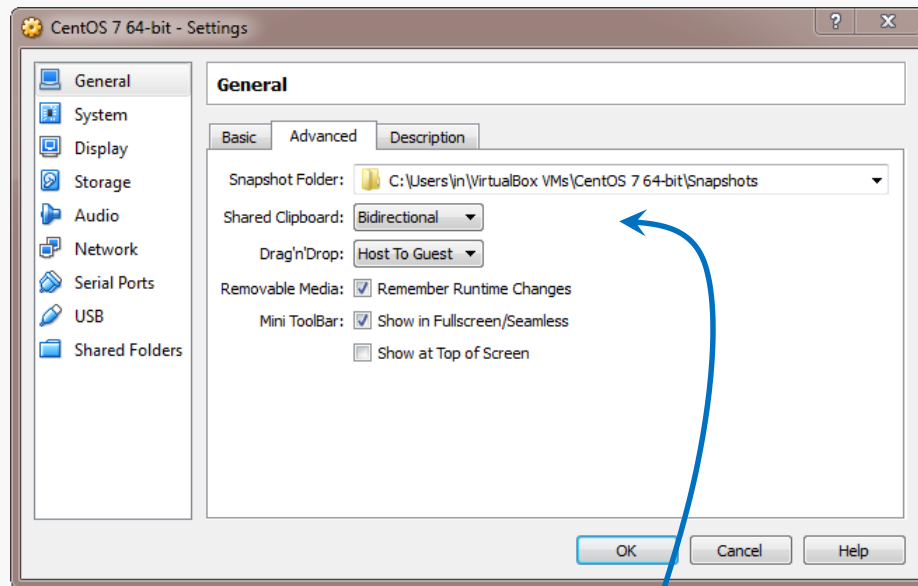 CentOS 7 64-bit - Settings
?
X
General
System
Display
Storage
Audio
Network
Serial Ports
USB
Shared Folders
General
Basic Advanced Description
Snapshot Folder: C:\Users\in\VirtualBox VMs\CentOS 7 64-bit\Snapshots
Shared Clipboard: Bidirectional
Drag'n'Drop: Host To Guest
Removable Media: Remember Runtime Changes
Mini ToolBar: Show in Fullscreen/Seamless
Show at Top of Screen
OK Cancel Help